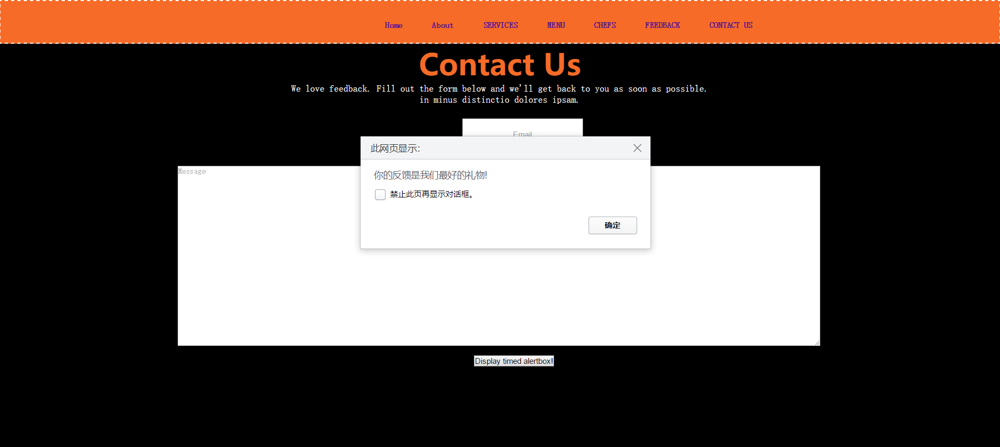 Home About SERVICES MENU CHEFS FEEDBACK CONTACT US
Contact Us
We love feedback. Fill out the form below and we'll get back to you as soon as possible.
in minus distinctio dolores ipsam.
Email
此网页显示：
你的反馈是我们最好的礼物!
禁止此页再显示对话框。
确定
Message
Display timed alertbox!